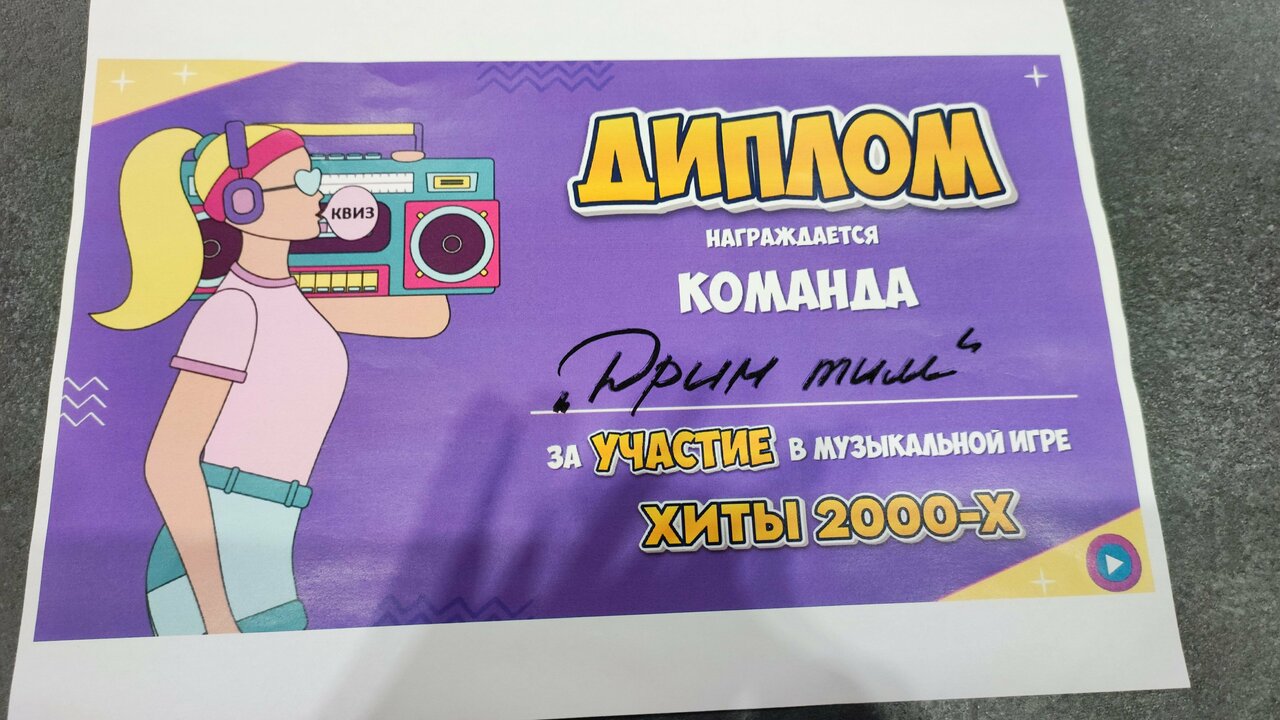 ДИПЛОМ
НАГРАЖДАЕТСЯ
КОМАНДА
„Дрим тим“
ЗА УЧАСТИЕ В МУЗЫКАЛЬНОЙ ИГРЕ
ХИТЫ 2000-Х
КВИЗ